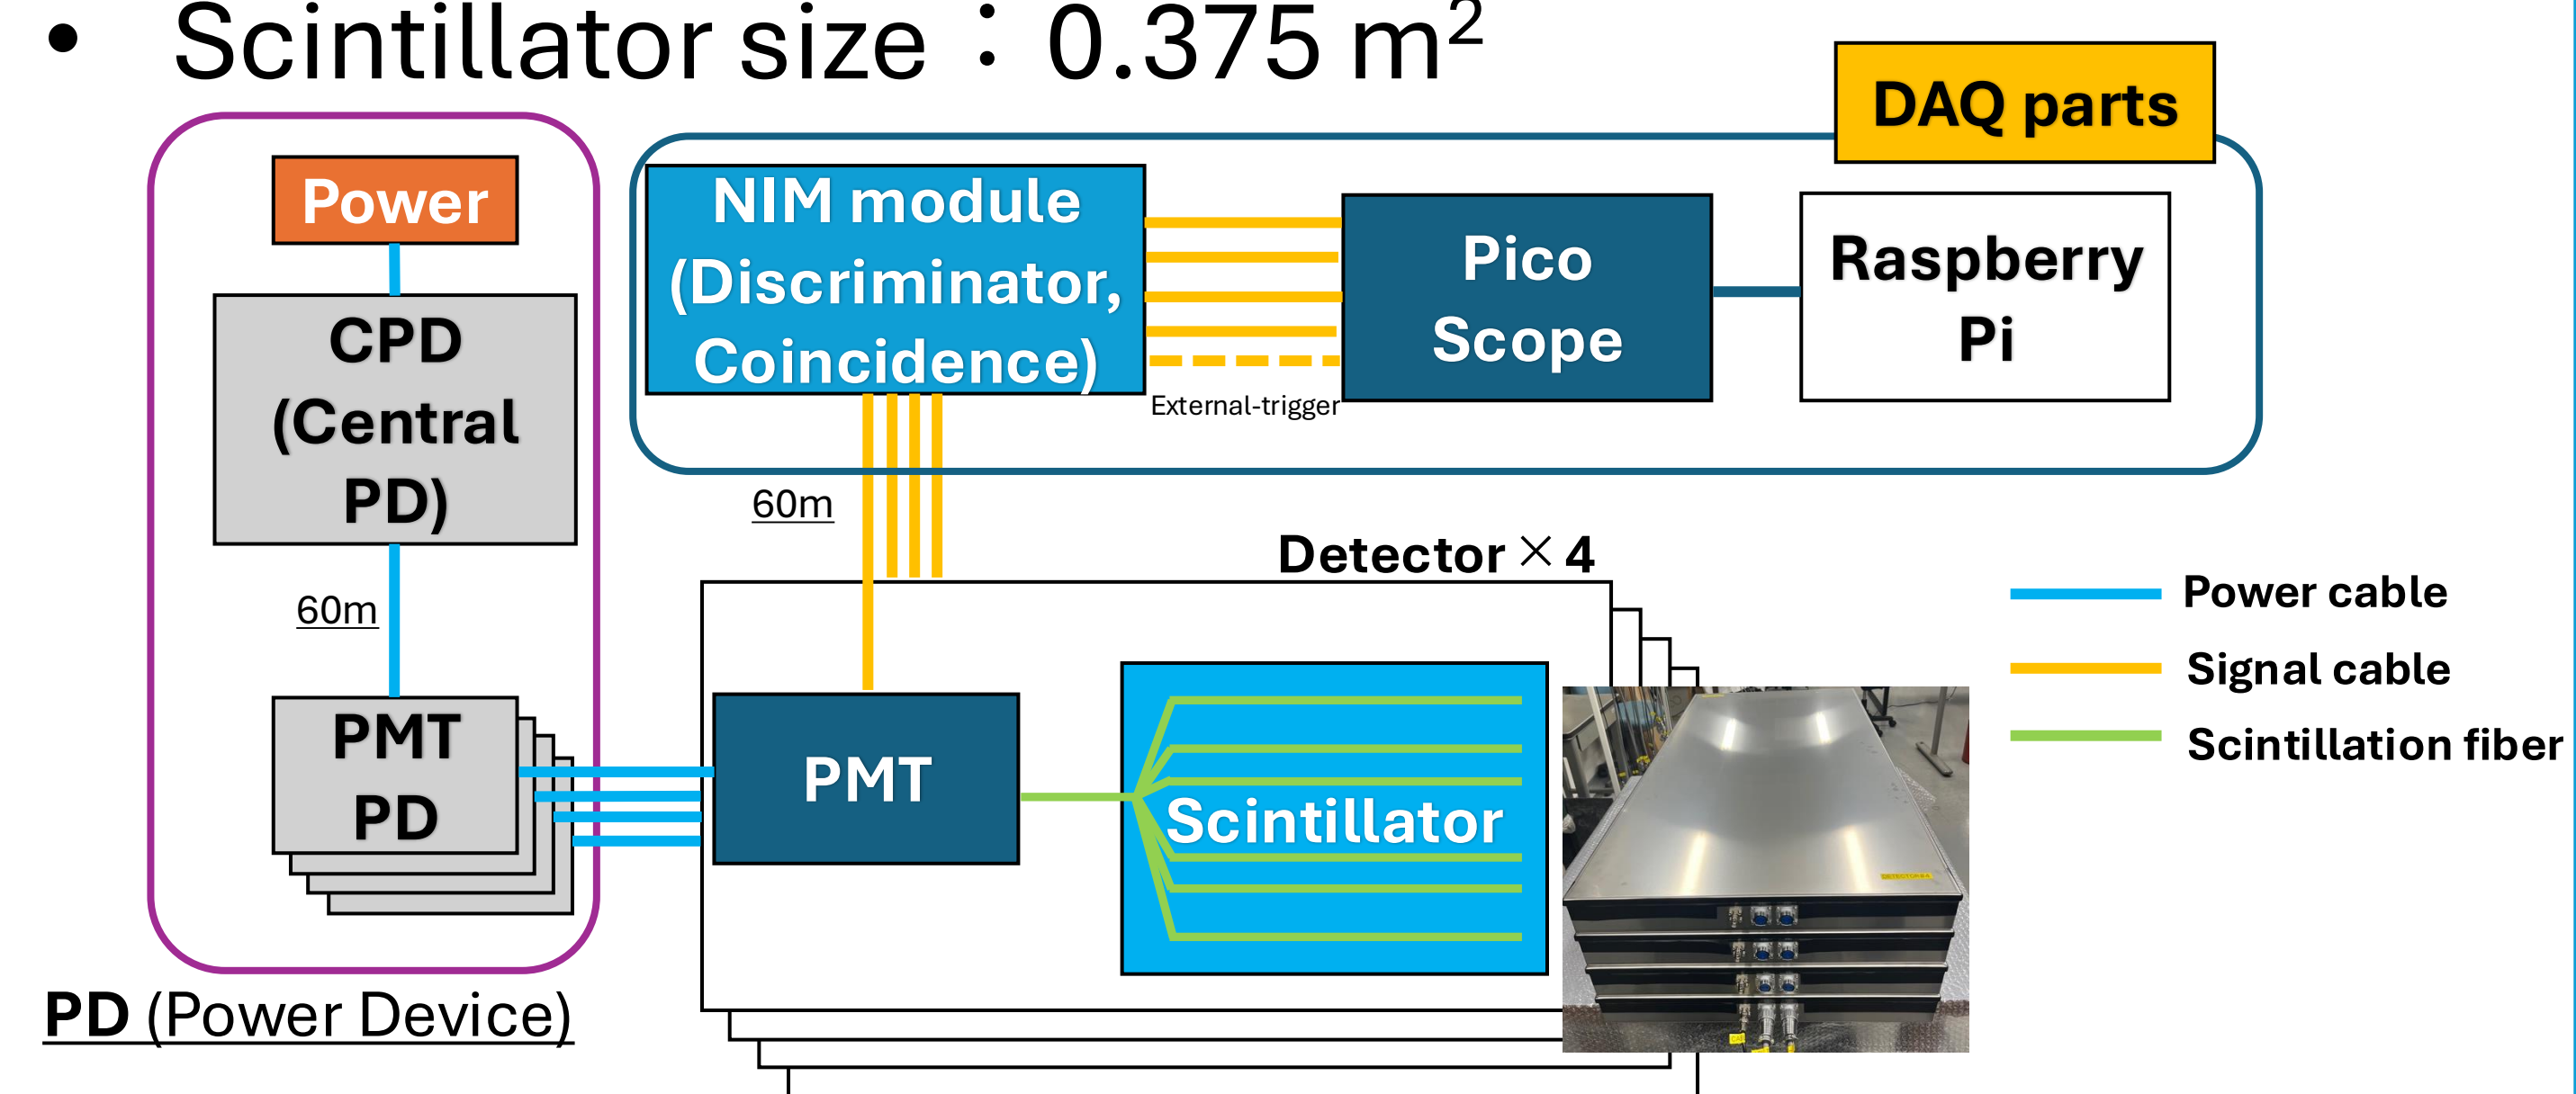 • Scintillator size：0.375 m²
DAQ parts
Power
CPD
(Central
PD)
60m
PMT
PD
PD (Power Device)
NIM module
(Discriminator,
Coincidence)
External-trigger
Pico
Scope
Raspberry
Pi
60m
Detector×4
PMT
Scintillator
Power cable
Signal cable
Scintillation fiber